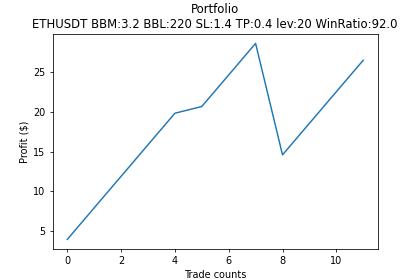 Portfolio
ETHUSDT BBM:3.2 BBL:220 SL:1.4 TP:0.4 lev:20 WinRatio:92.0
25
20
15
10
5
Profit ($)
0 2 4 6 8 10
Trade counts